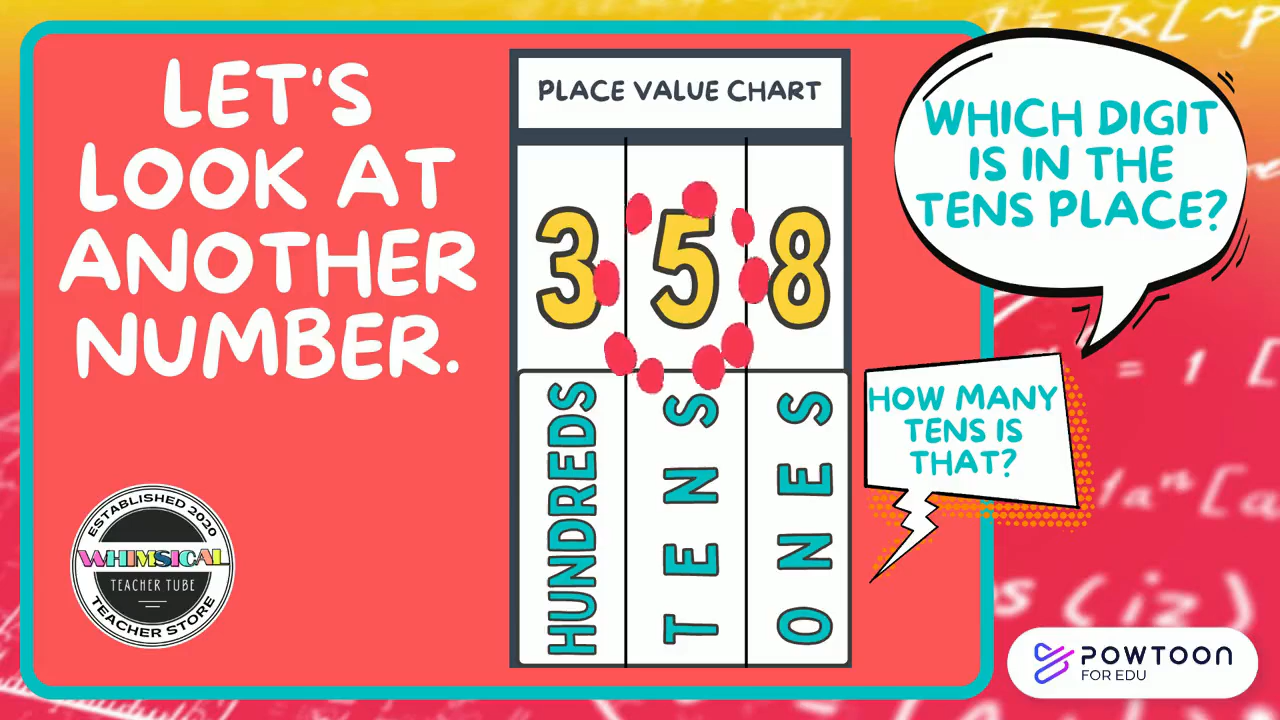 LET'S
LOOK AT
ANOTHER
NUMBER.
PLACE VALUE CHART
3 5 8
HUNDREDS
TENS
ONES
WHICH DIGIT
IS IN THE
TENS PLACE?
HOW MANY
TENS IS
THAT?
ESTABLISHED 2020
WHIMSICAL
TEACHER TUBE
TEACHER STORE
POWTOON
FOR EDU